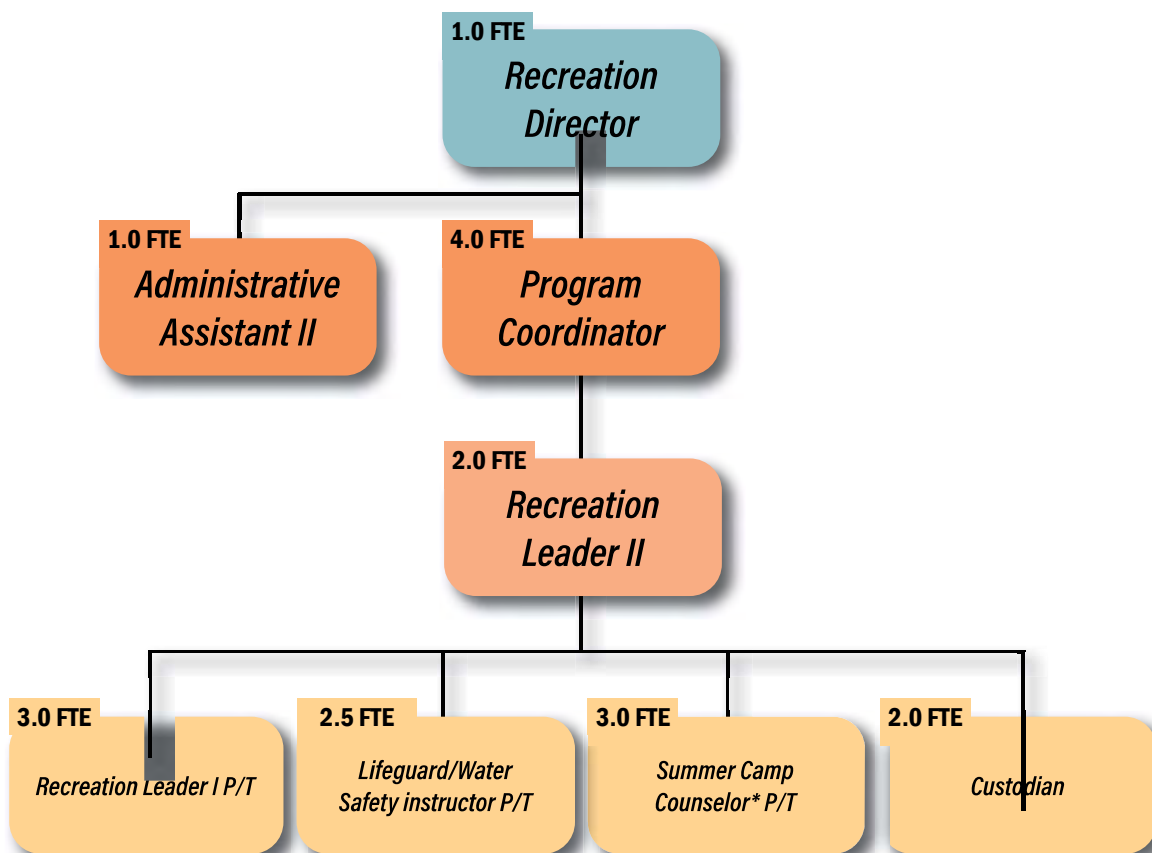 1.0 FTE
Recreation
Director
1.0 FTE
Administrative
Assistant II
4.0 FTE
Program
Coordinator
2.0 FTE
Recreation
Leader II
3.0 FTE
Recreation Leader I P/T
2.5 FTE
Lifeguard/Water
Safety instructor P/T
3.0 FTE
Summer Camp
Counselor* P/T
2.0 FTE
Custodian